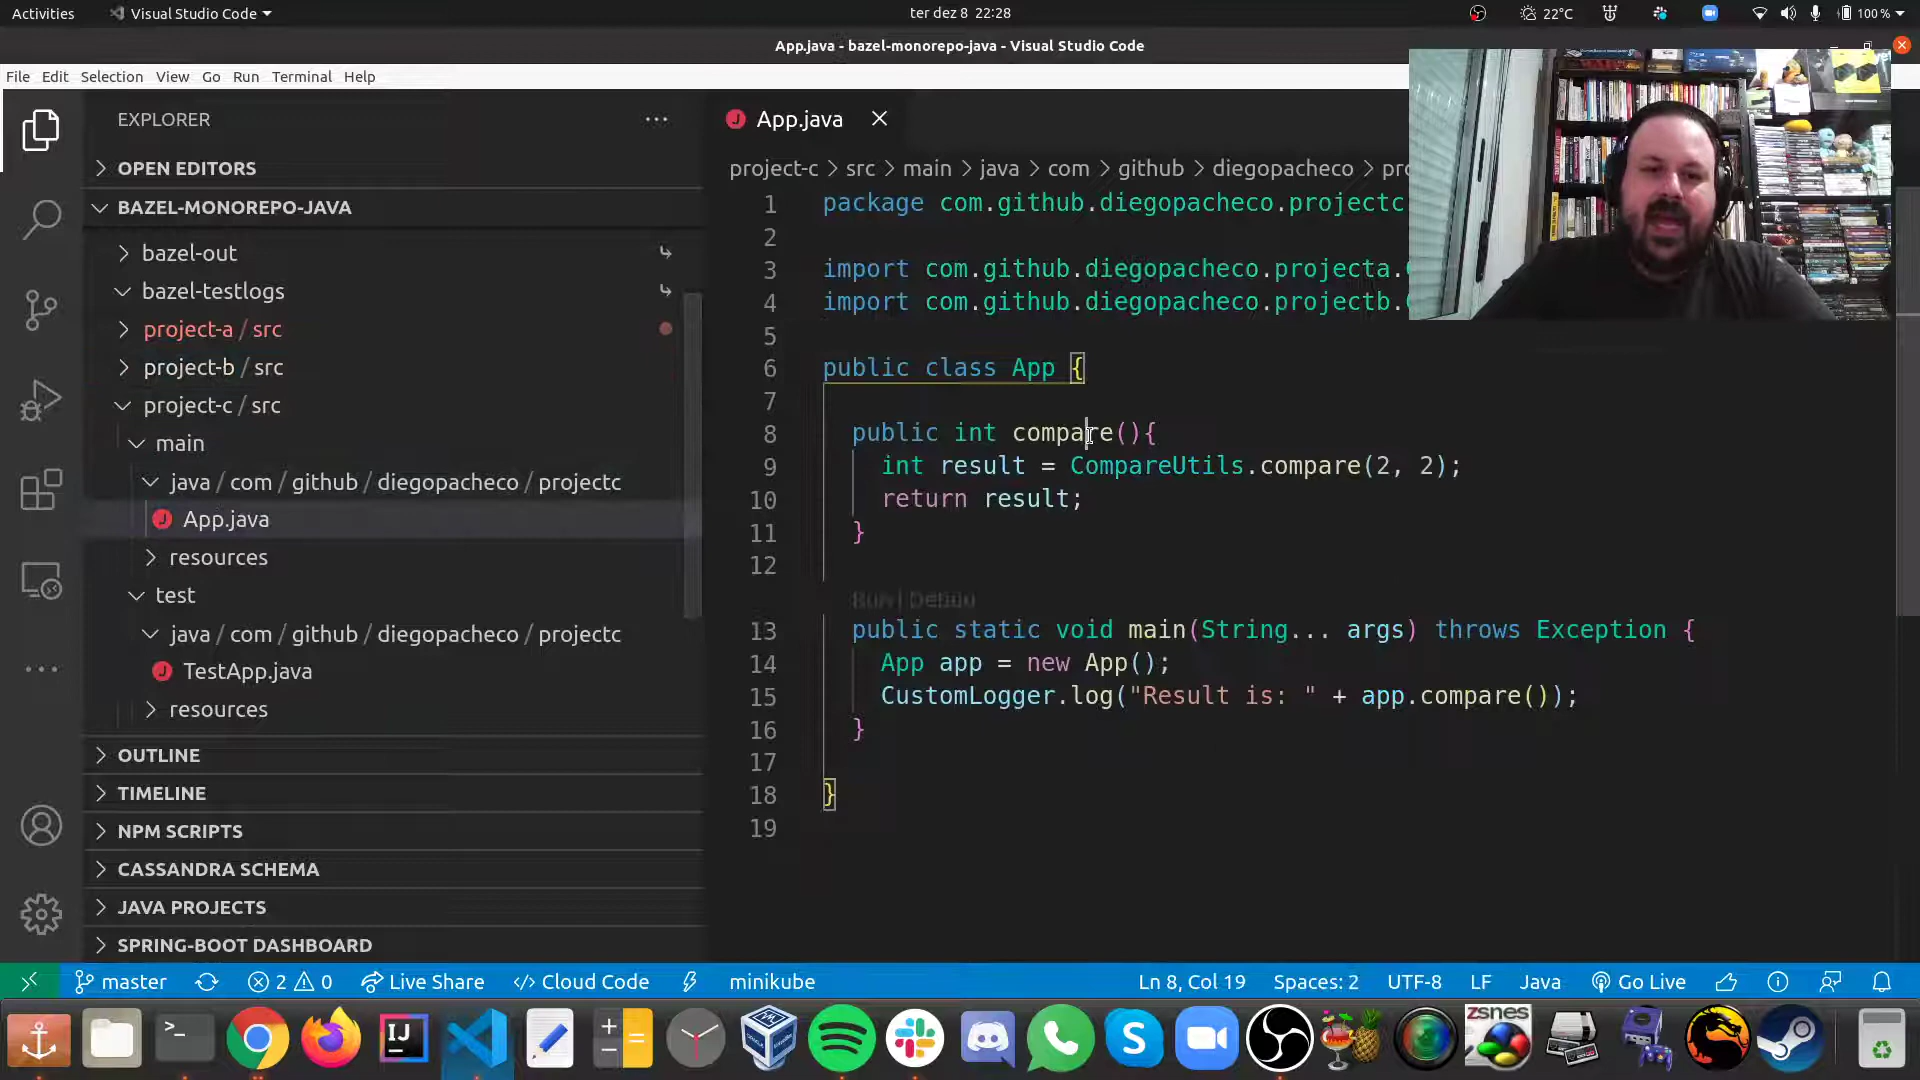 Activities
Visual Studio Code
ter dez 8 22:28
22°C
100 %
App.java - bazel-monorepo-java - Visual Studio Code
File Edit Selection View Go Run Terminal Help
EXPLORER
OPEN EDITORS
BAZEL-MONOREPO-JAVA
bazel-out
bazel-testlogs
project-a / src
project-b / src
project-c / src
main
java / com / github / diegopacheco / projectc
App.java
resources
test
java / com / github / diegopacheco / projectc
TestApp.java
resources
OUTLINE
TIMELINE
NPM SCRIPTS
CASSANDRA SCHEMA
JAVA PROJECTS
SPRING-BOOT DASHBOARD
App.java
project-c > src > main > java > com > github > diegopacheco >
1 package com.github.diegopacheco.projectc
2
3 import com.github.diegopacheco.projecta.
4 import com.github.diegopacheco.projectb.
5
6 public class App {
7
8 public int compare(){
9 int result = CompareUtils.compare(2, 2);
10 return result;
11 }
12
Run | Debug
13 public static void main(String... args) throws Exception {
14 App app = new App();
15 CustomLogger.log("Result is: " + app.compare());
16 }
17
18 }
19
master
2 0
Live Share
Cloud Code
minikube
Ln 8, Col 19
Spaces: 2
UTF-8
LF
Java
Go Live
zsnes